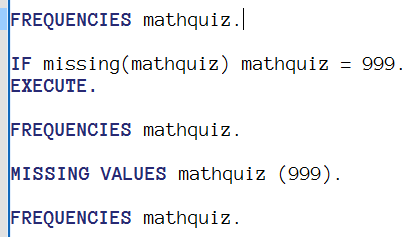 FREQUENCIES mathquiz.
IF missing(mathquiz) mathquiz = 999.
EXECUTE.
FREQUENCIES mathquiz.
MISSING VALUES mathquiz (999).
FREQUENCIES mathquiz.